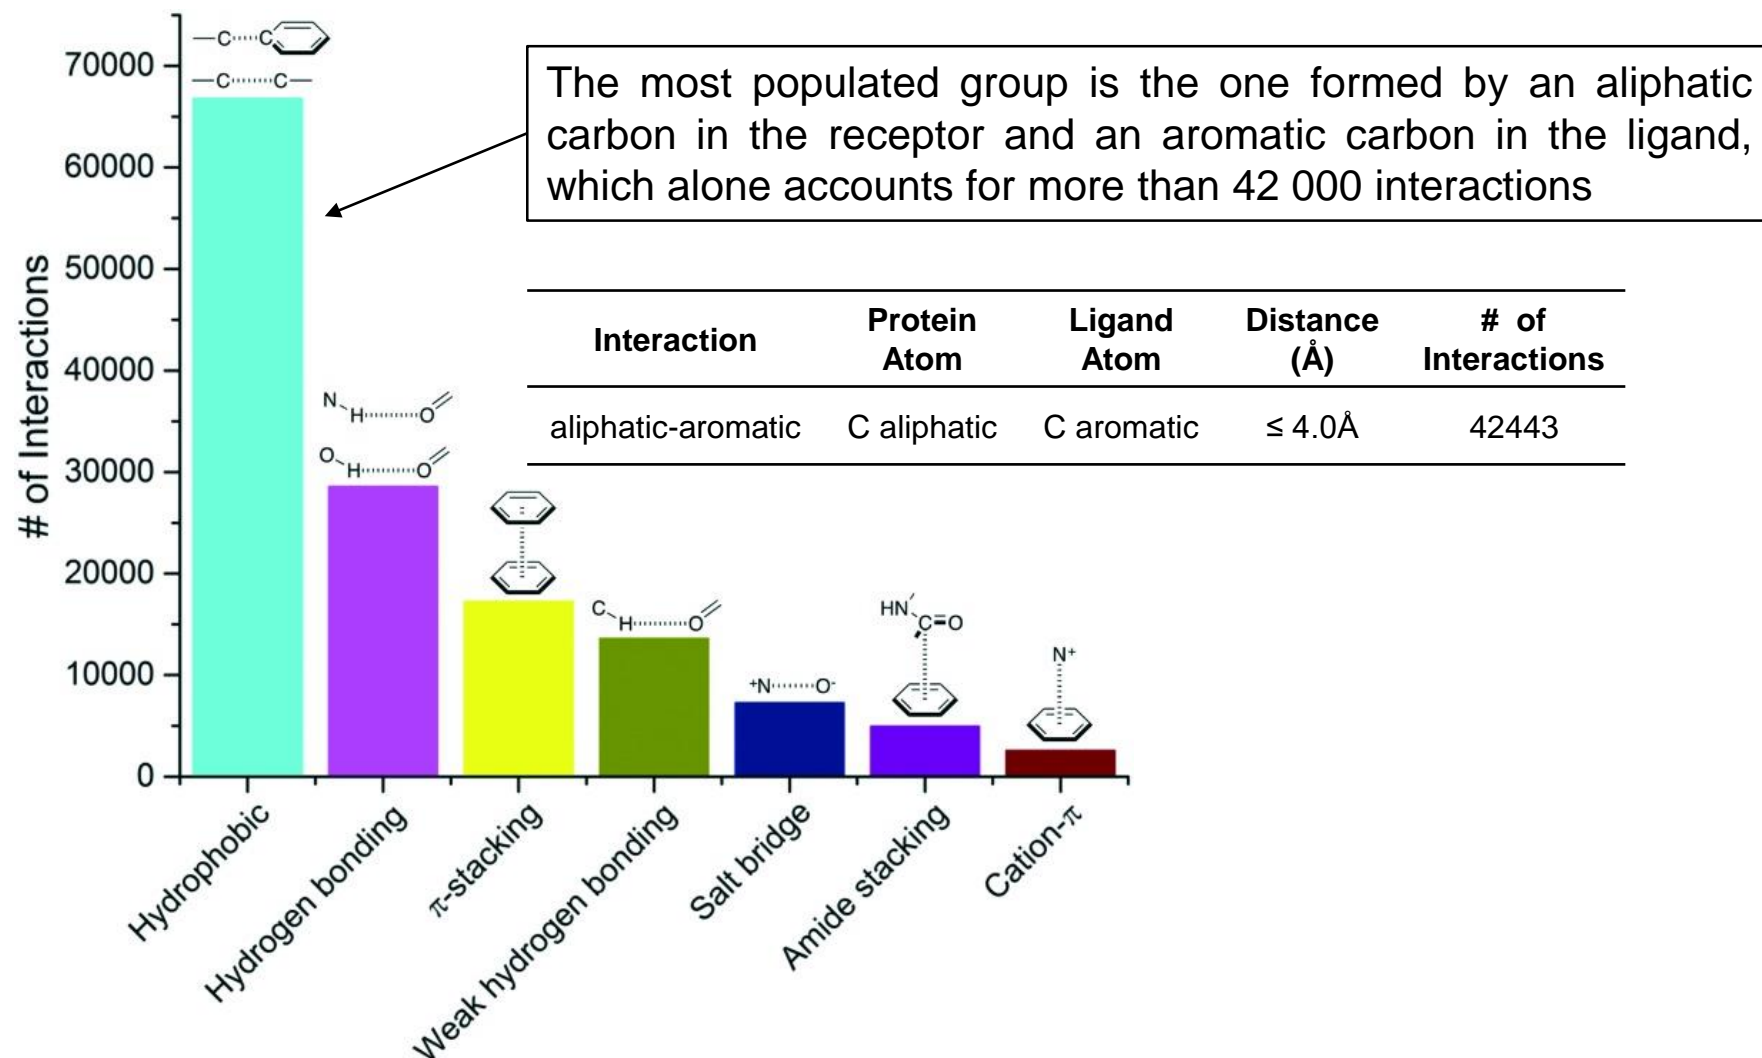 The most populated group is the one formed by an aliphatic
carbon in the receptor and an aromatic carbon in the ligand,
which alone accounts for more than 42 000 interactions
# of Interactions
70000
60000
50000
40000
30000
20000
10000
0
C C
C C
N H O
O H O
C H O
+N O-
HN C=O
N+
Interaction Protein Atom Ligand Atom Distance (Å) # of Interactions
aliphatic-aromatic C aliphatic C aromatic ≤ 4.0Å 42443
Hydrophobic
Hydrogen bonding
π-stacking
Weak hydrogen bonding
Salt bridge
Amide stacking
Cation-π